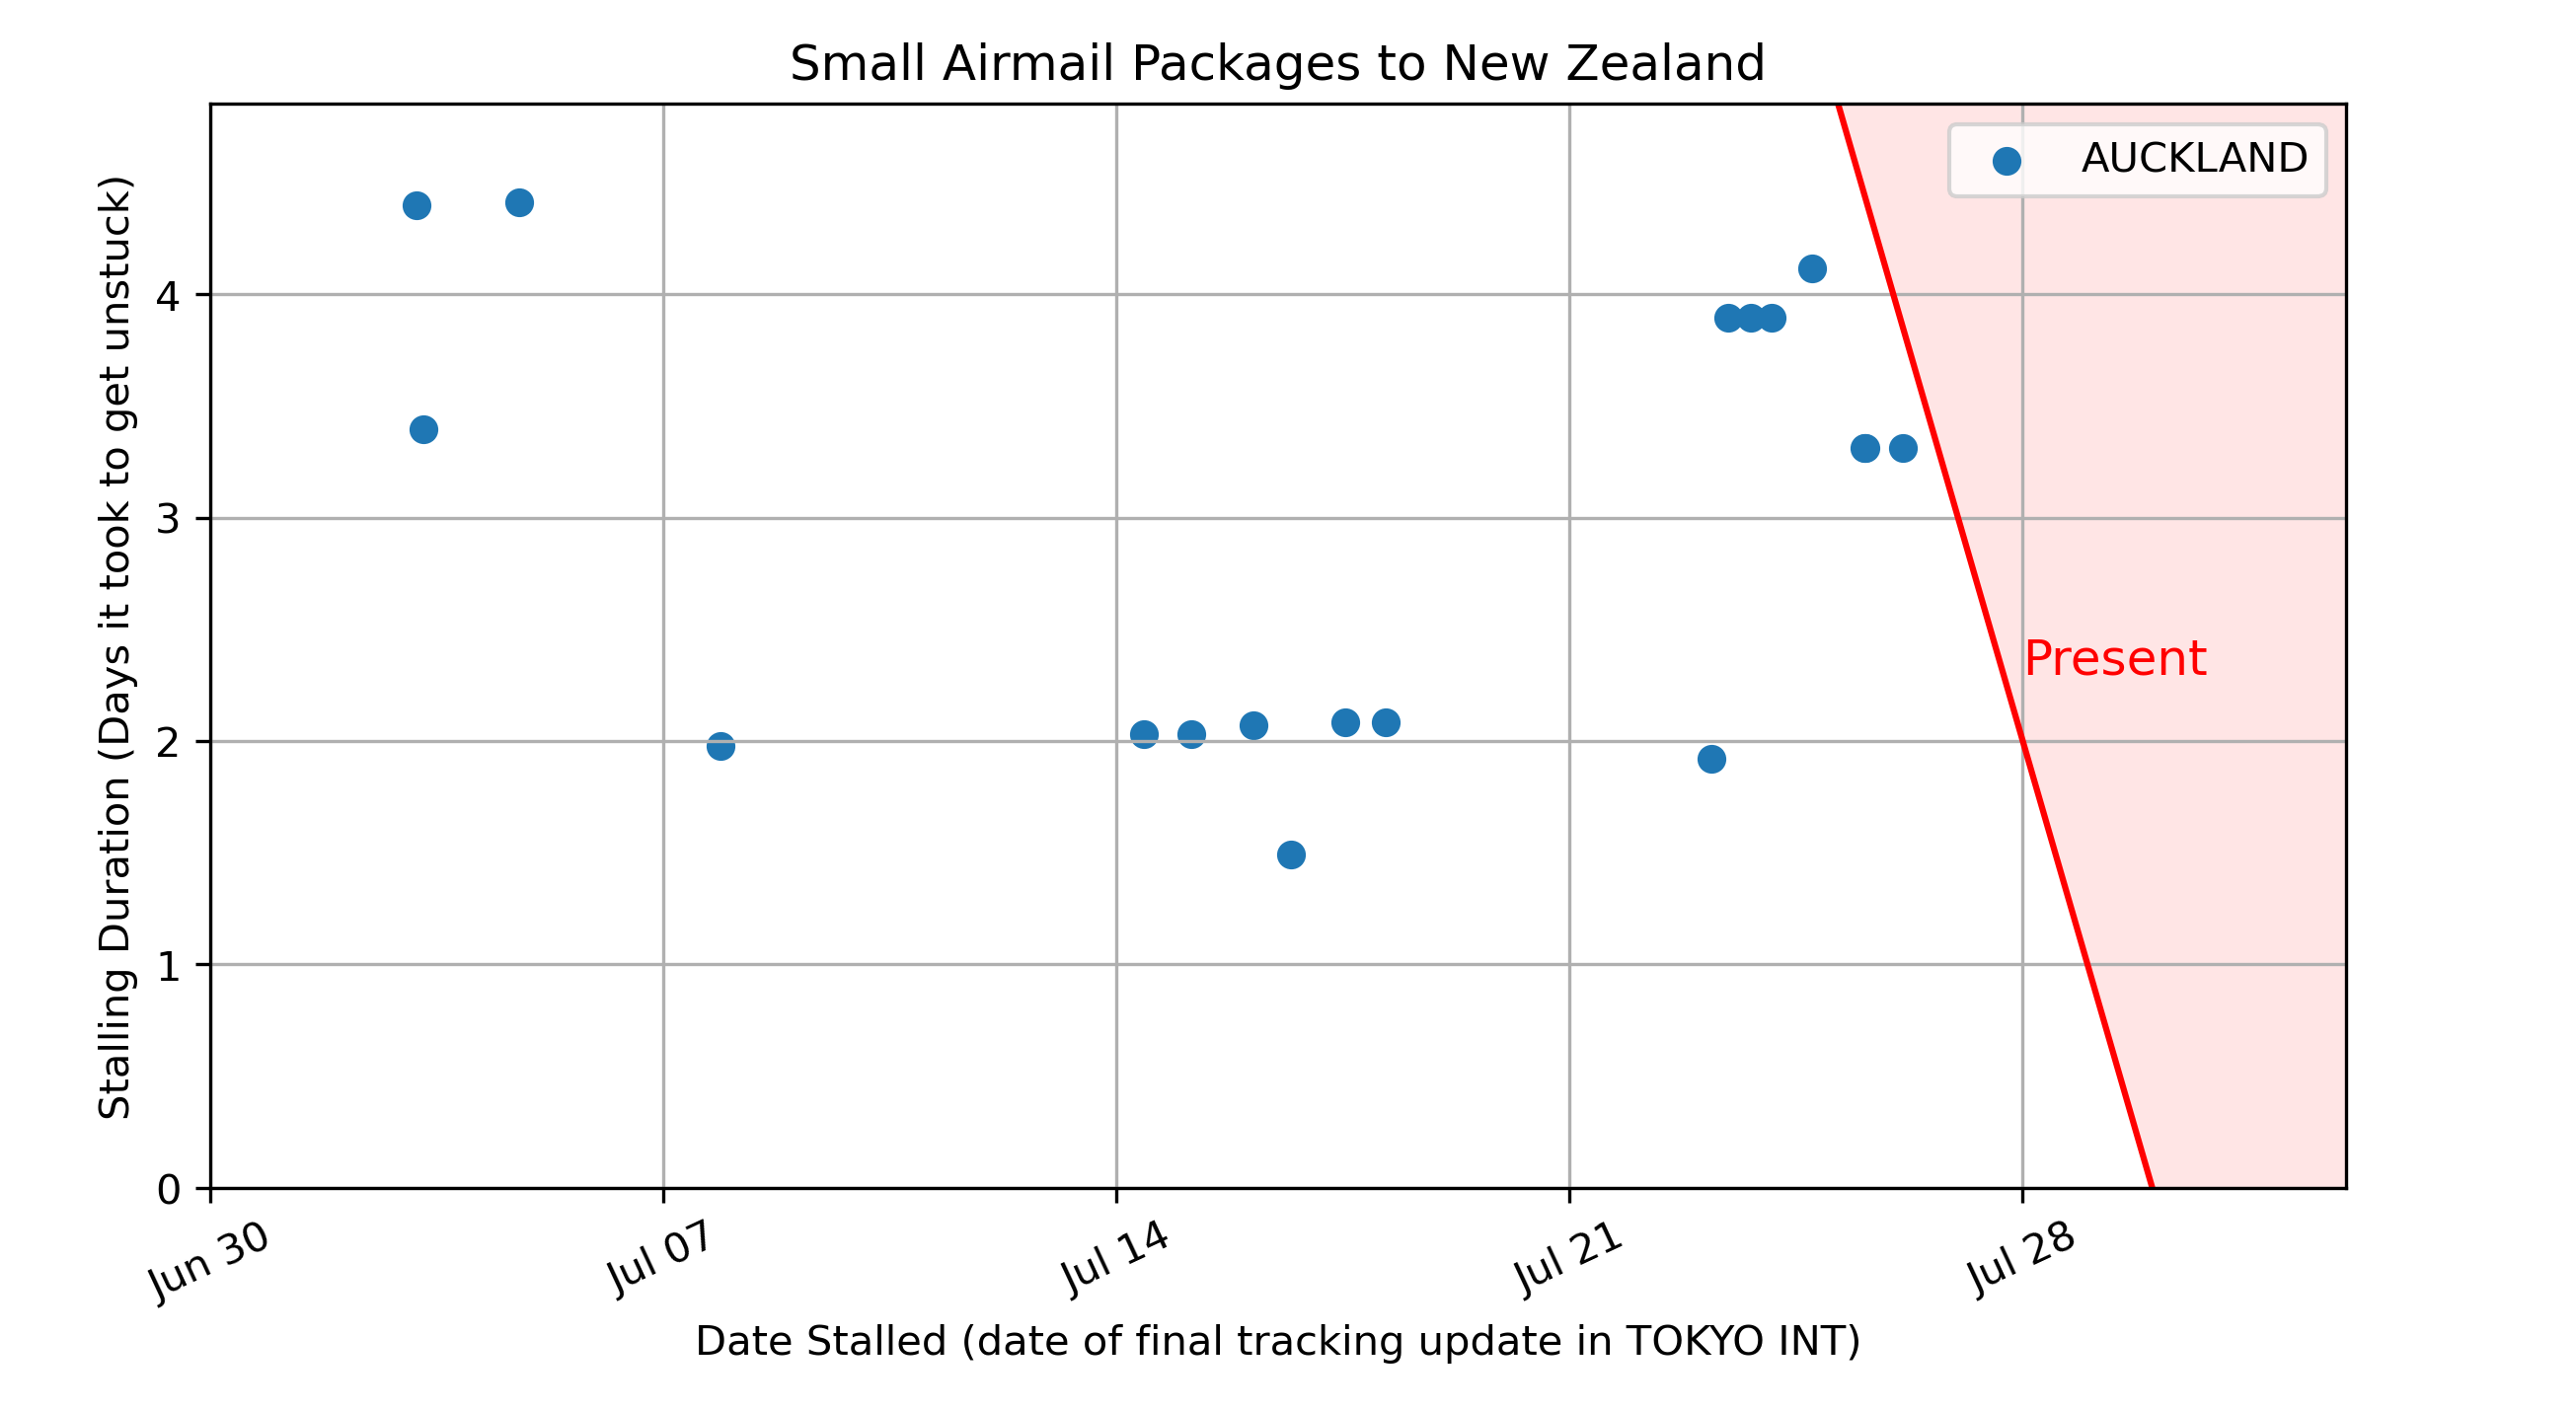 Small Airmail Packages to New Zealand
AUCKLAND
Stalling Duration (Days it took to get unstuck)
4
3
2
1
0
Present
Jun 30
Jul 07
Jul 14
Jul 21
Jul 28
Date Stalled (date of final tracking update in TOKYO INT)